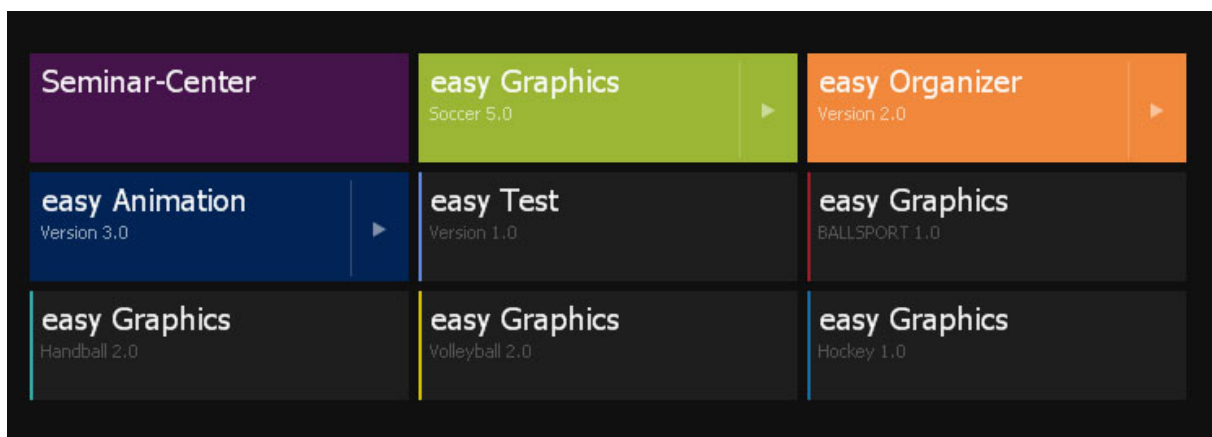 Seminar-Center
easy Graphics
Soccer 5.0
easy Organizer
Version 2.0
easy Animation
Version 3.0
easy Test
Version 1.0
easy Graphics
BALLSPORT 1.0
easy Graphics
Handball 2.0
easy Graphics
Volleyball 2.0
easy Graphics
Hockey 1.0